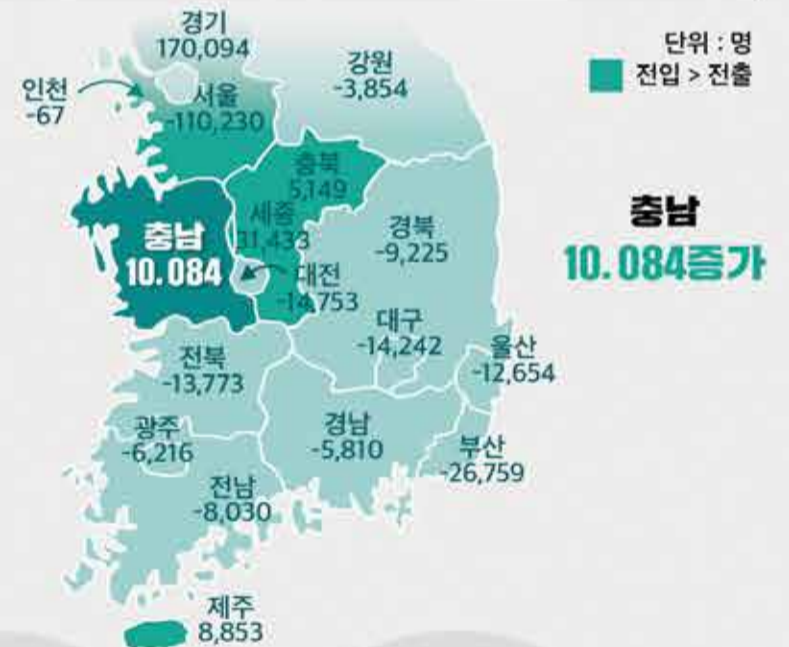 경기
170,094
단위 : 명
전입 > 전출
강원
-3,854
인천
-67
서울
-110,230
충북
5,149
세종
31,433
충남
10.084
대전
-14,753
경북
-9,225
충남
10.084증가
대구
-14,242
울산
-12,654
전북
-13,773
광주
-6,216
경남
-5,810
부산
-26,759
전남
-8,030
제주
8,853